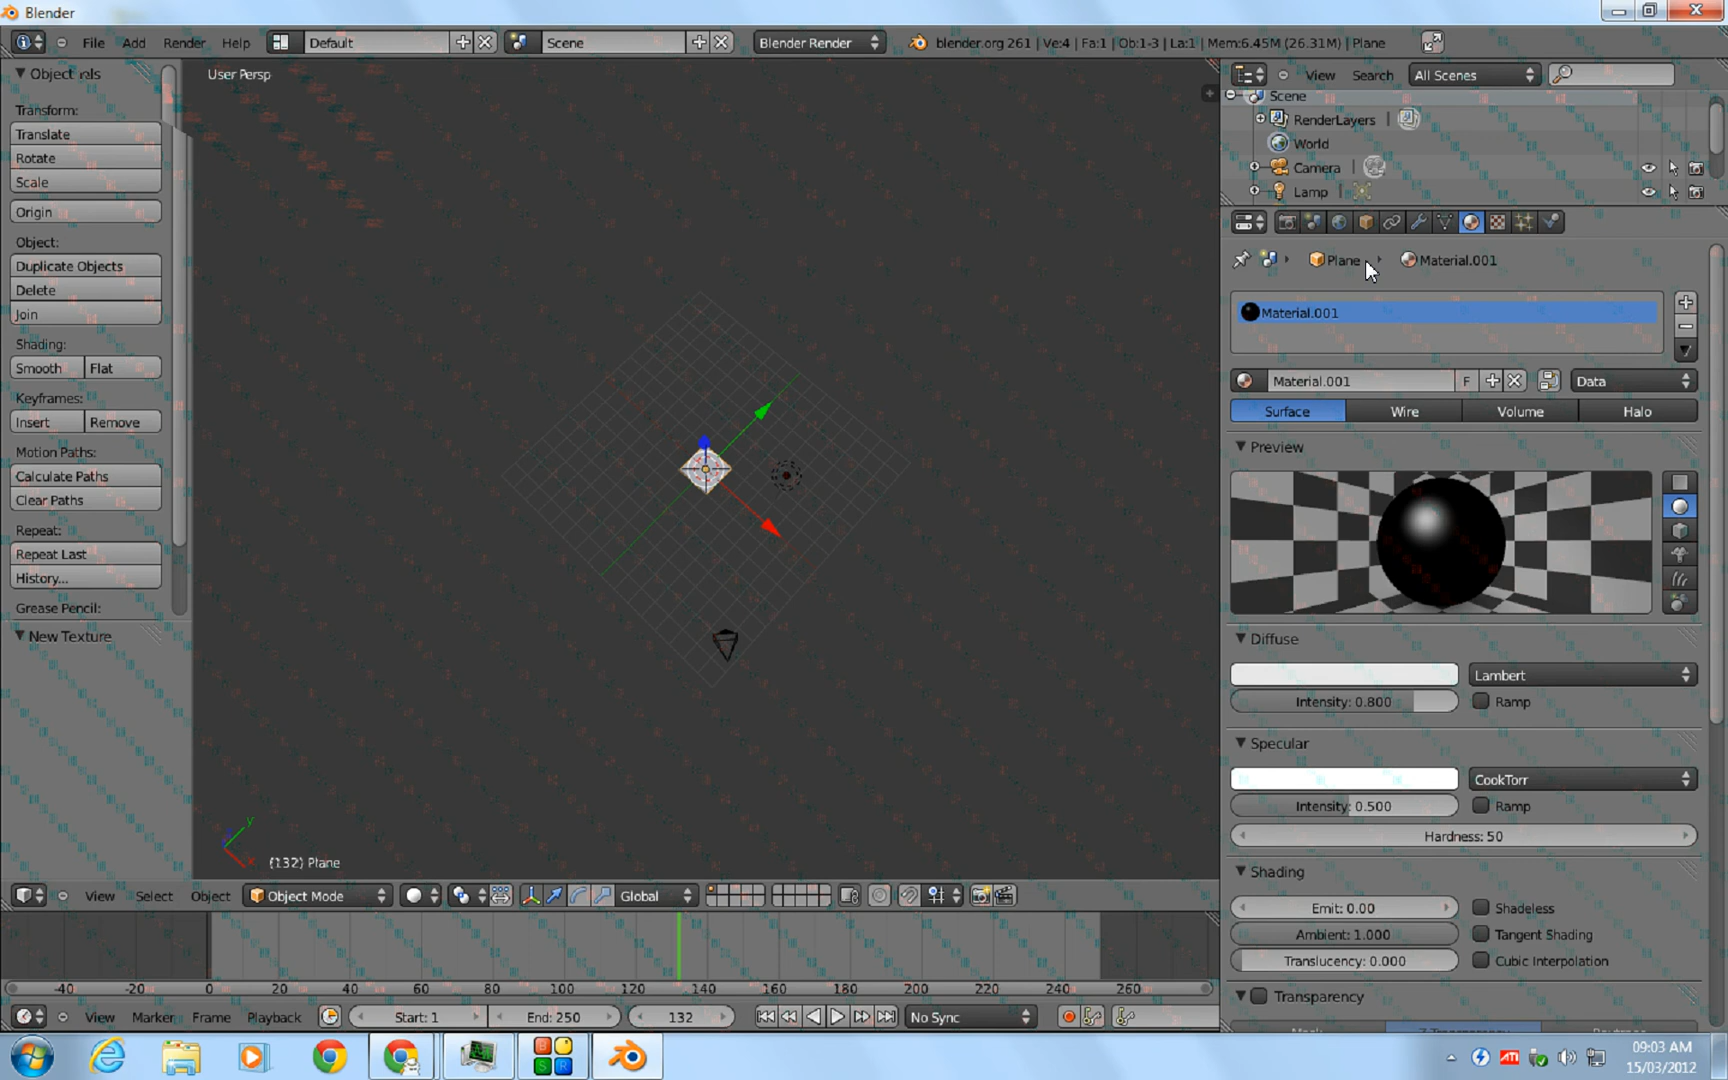 Blender
File Add Render Help Default Scene Blender Render blender.org 261 | Ve:4 | Fa:1 | Ob:1-3 | La:1 | Mem:6.45M (26.31M) | Plane
User Persp
View Search All Scenes
Scene
RenderLayers
World
Camera
Lamp
Transform:
Translate
Rotate
Scale
Origin
Object:
Duplicate Objects
Delete
Join
Shading:
Smooth Flat
Keyframes:
Insert Remove
Motion Paths:
Calculate Paths
Clear Paths
Repeat:
Repeat Last
History...
Grease Pencil:
New Texture
Plane Material.001
Material.001
Material.001 F Data
Surface Wire Volume Halo
Preview
Diffuse
Lambert
Intensity: 0.800 Ramp
Specular
CookTorr
Intensity: 0.500 Ramp
Hardness: 50
Shading
Emit: 0.00 Shadeless
Ambient: 1.000 Tangent Shading
Translucency: 0.000 Cubic Interpolation
Transparency
(132) Plane
View Select Object Object Mode Global
-40 -20 0 20 40 60 80 100 120 140 160 180 200 220 240 260
View Marker Frame Playback Start: 1 End: 250 132 No Sync
09:03 AM
15/03/2012